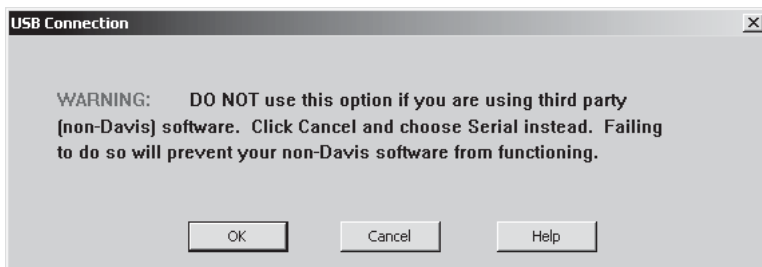 USB Connection
WARNING: DO NOT use this option if you are using third party
(non-Davis) software. Click Cancel and choose Serial instead. Failing
to do so will prevent your non-Davis software from functioning.
OK Cancel Help